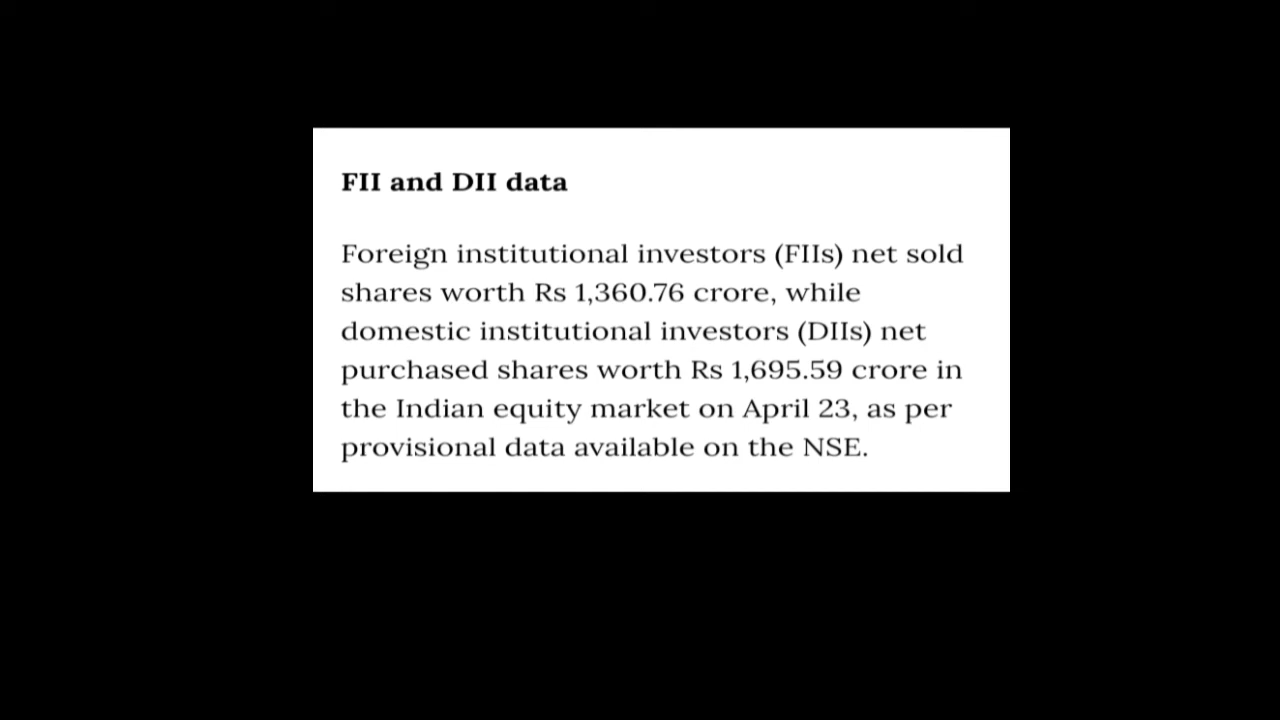 FII and DII data
Foreign institutional investors (FIIs) net sold
shares worth Rs 1,360.76 crore, while
domestic institutional investors (DIIs) net
purchased shares worth Rs 1,695.59 crore in
the Indian equity market on April 23, as per
provisional data available on the NSE.